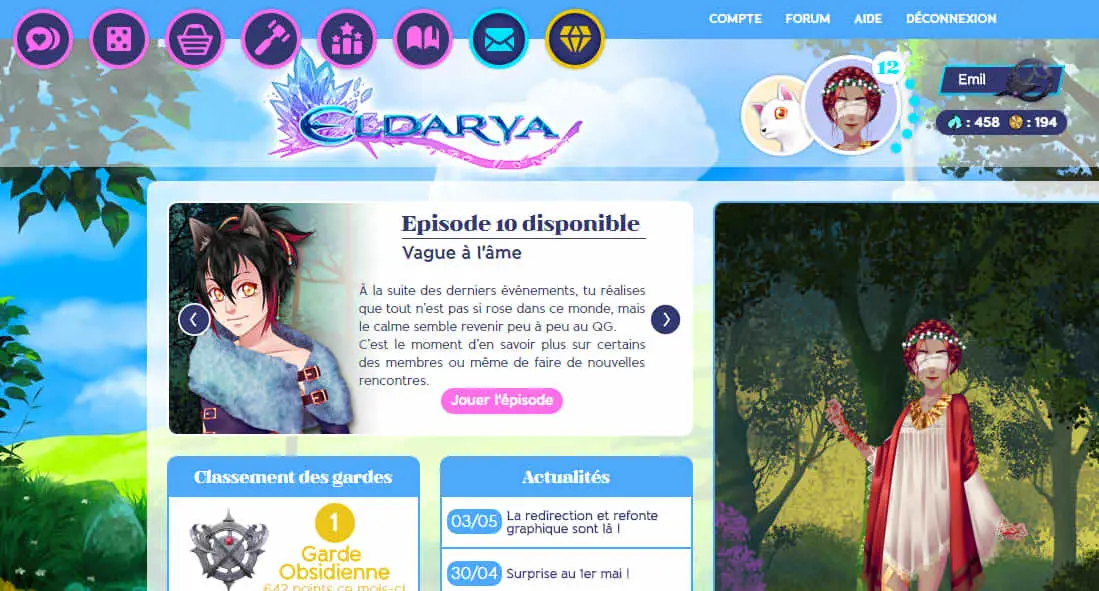 COMPTE FORUM AIDE DÉCONNEXION
12
Emil
: 458 : 194
ELDARYA
Episode 10 disponible
Vague à l'âme
À la suite des derniers événements, tu réalises
que tout n'est pas si rose dans ce monde, mais
le calme semble revenir peu à peu au QG.
C'est le moment d'en savoir plus sur certains
des membres ou même de faire de nouvelles
rencontres.
Jouer l'épisode
Classement des gardes
1
Garde
Obsidienne
642 points ce mois-ci
Actualités
03/05 La redirection et refonte
graphique sont là !
30/04 Surprise au 1er mai !